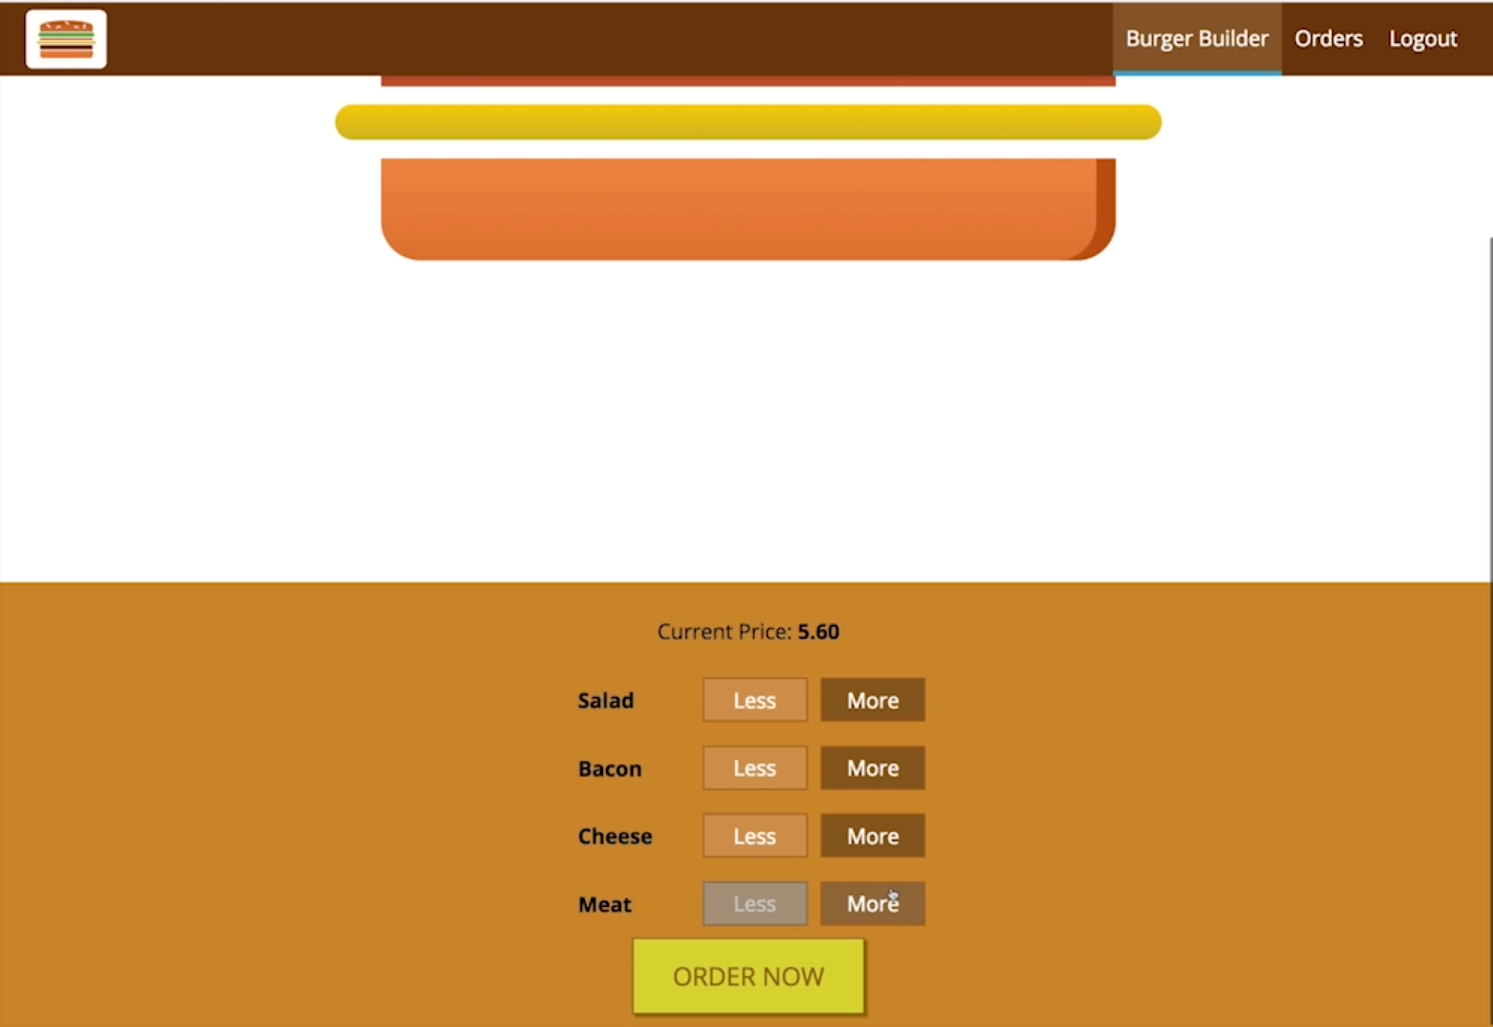 Burger Builder Orders Logout
Current Price: 5.60
Salad Less More
Bacon Less More
Cheese Less More
Meat Less More
ORDER NOW